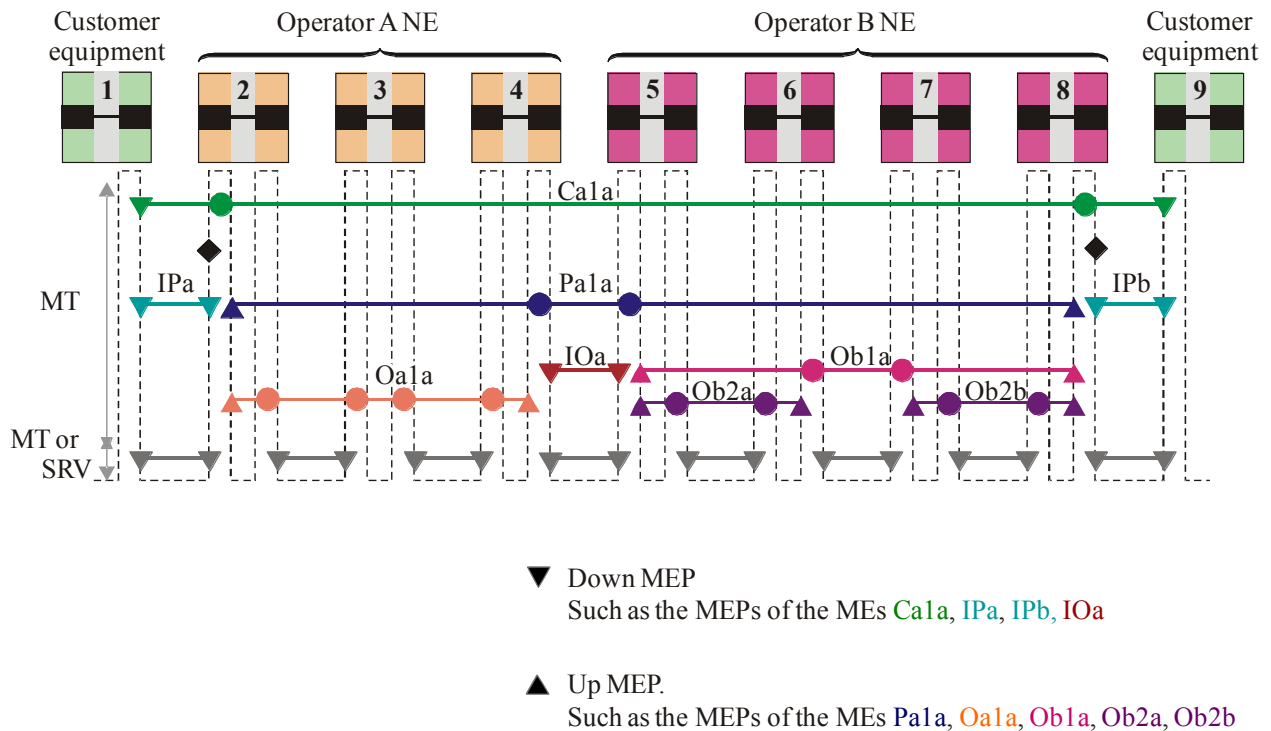 Customer equipment
Operator A NE
Operator B NE
Customer equipment
1
2
3
4
5
6
7
8
9
Ca1a
MT
IPa
Pa1a
IPb
IOa
Oa1a
Ob1a
Ob2a
Ob2b
MT or
SRV
Down MEP
Such as the MEPs of the MEs Ca1a, IPa, IPb, IOa
Up MEP.
Such as the MEPs of the MEs Pa1a, Oa1a, Ob1a, Ob2a, Ob2b